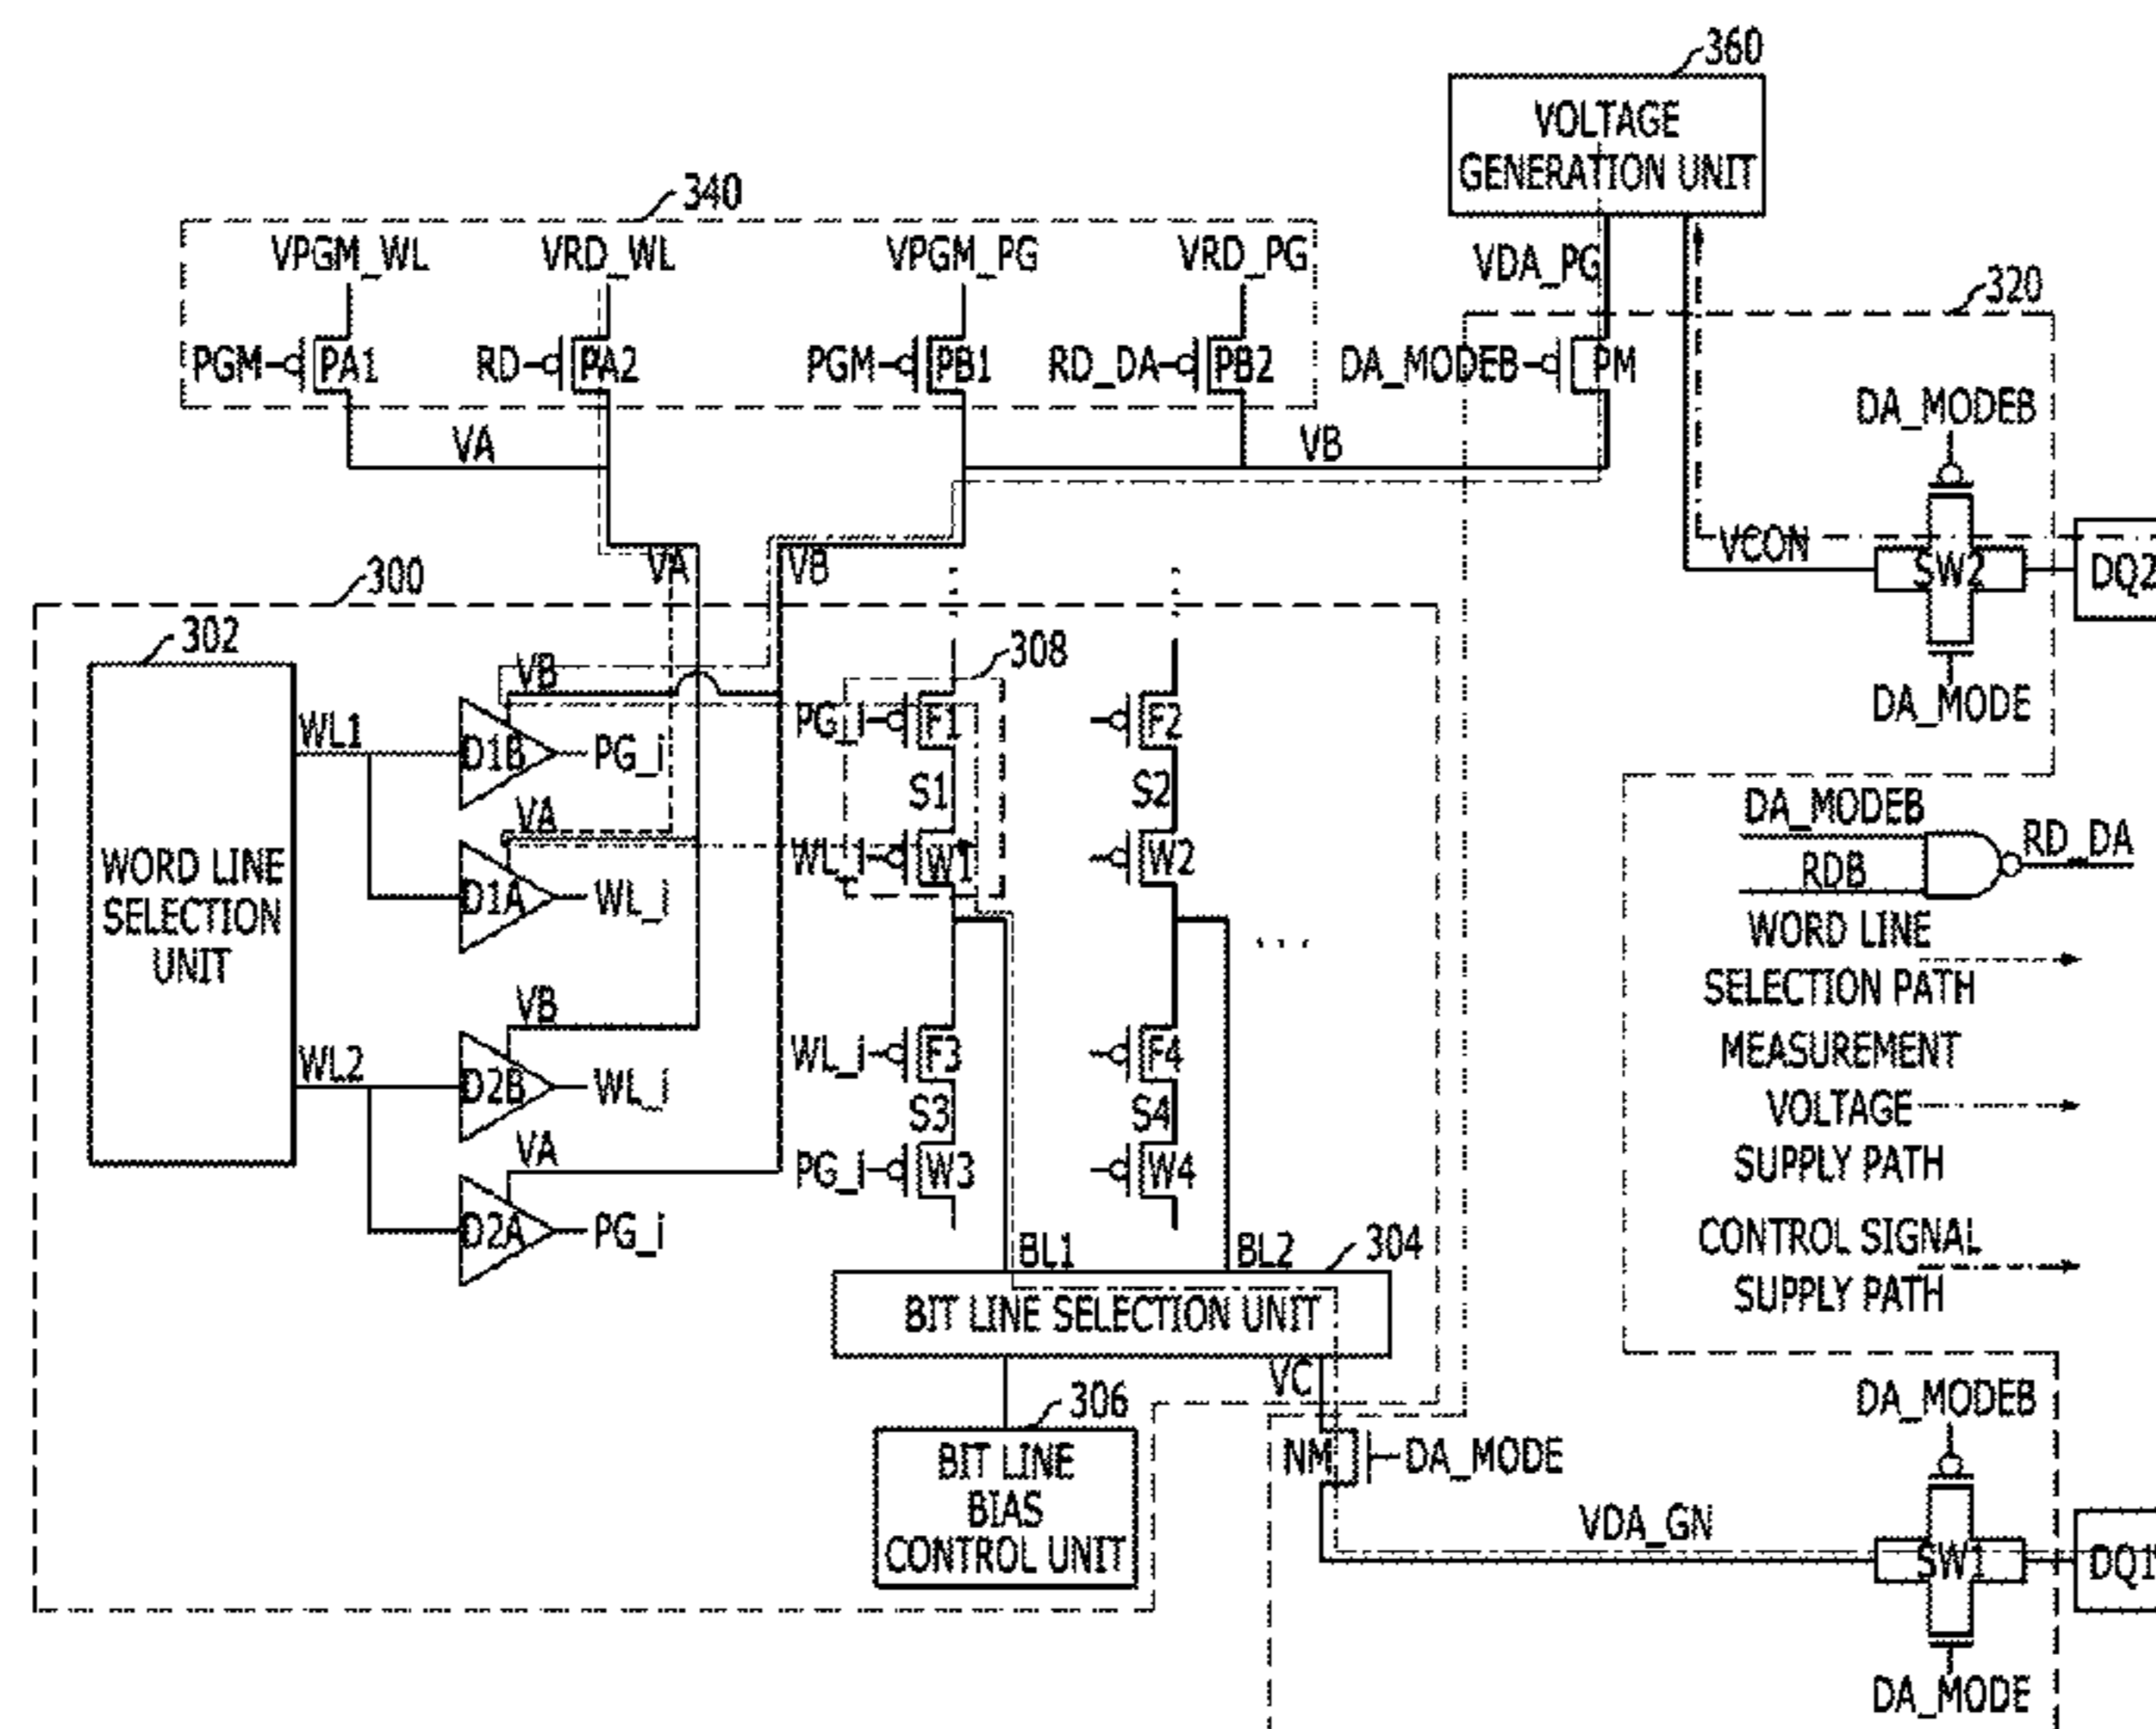 360
VOLTAGE
GENERATION UNIT
340
VPGM_WL
VRD_WL
VPGM_PG
VRD_PG
VDA_PG
320
PGM
PA1
RD
PA2
PGM
PB1
RD_DA
PB2
DA_MODEB
PM
DA_MODEB
VA
VB
VCON
SW2
DQ2
DA_MODE
300
VA
VB
302
308
WORD LINE
SELECTION
UNIT
WL1
VB
D1B
PG_i
VA
D1A
WL_i
WL2
VB
D2B
WL_j
VA
D2A
PG_i
PG_i
F1
S1
WL_i
W1
F2
S2
W2
...
WL_j
F3
S3
PG_j
W3
F4
S4
W4
DA_MODEB
RDB
RD_DA
WORD LINE
SELECTION PATH
MEASUREMENT
VOLTAGE
SUPPLY PATH
CONTROL SIGNAL
SUPPLY PATH
BL1
BL2
304
BIT LINE SELECTION UNIT
VC
306
BIT LINE
BIAS
CONTROL UNIT
NM
DA_MODE
VDA_GN
DA_MODEB
SW1
DQ1
DA_MODE